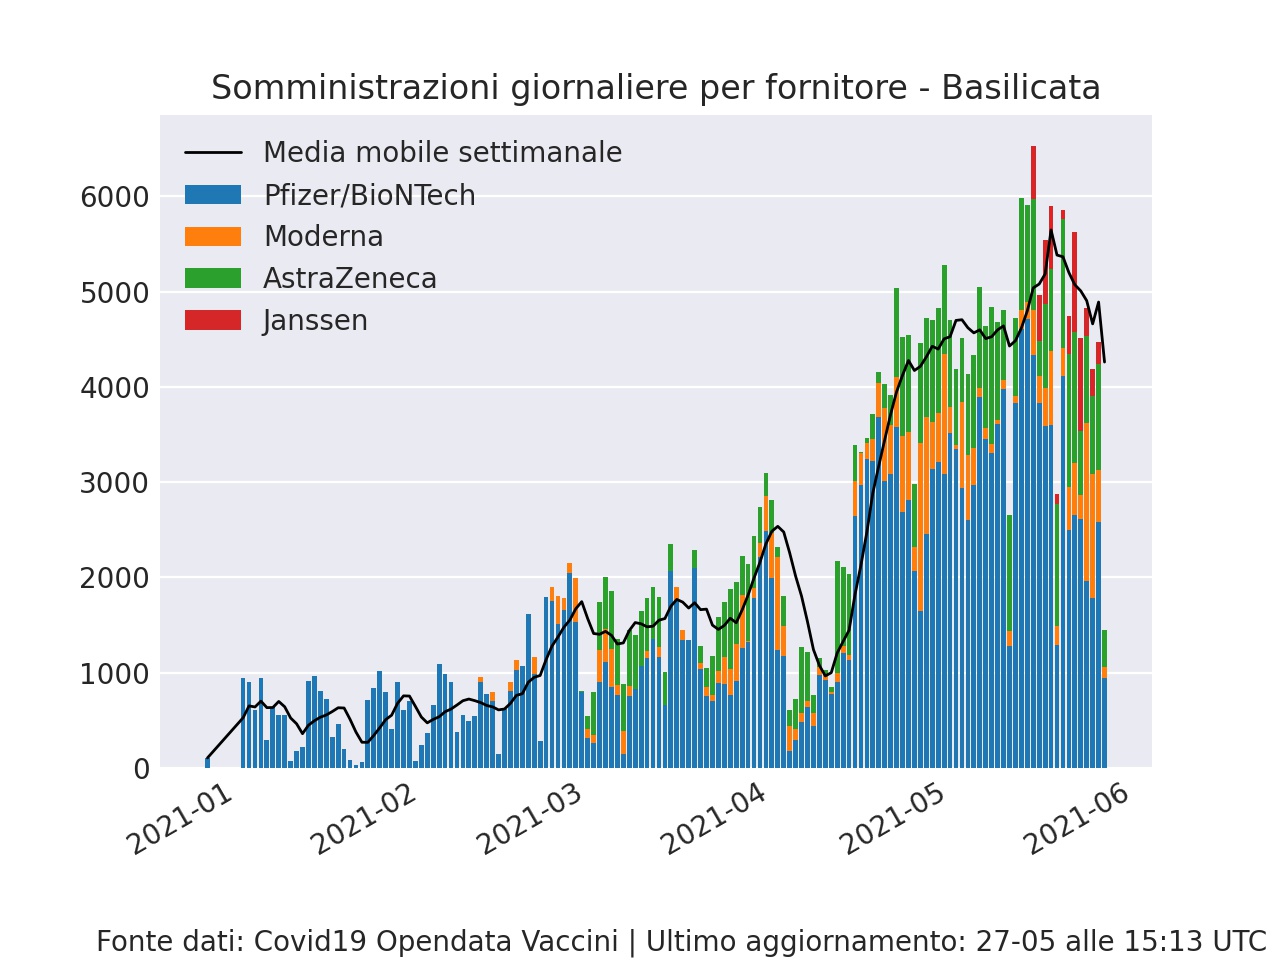 Somministrazioni giornaliere per fornitore - Basilicata
Media mobile settimanale
Pfizer/BioNTech
Moderna
AstraZeneca
Janssen
6000
5000
4000
3000
2000
1000
0
2021-01
2021-02
2021-03
2021-04
2021-05
2021-06
Fonte dati: Covid19 Opendata Vaccini | Ultimo aggiornamento: 27-05 alle 15:13 UTC